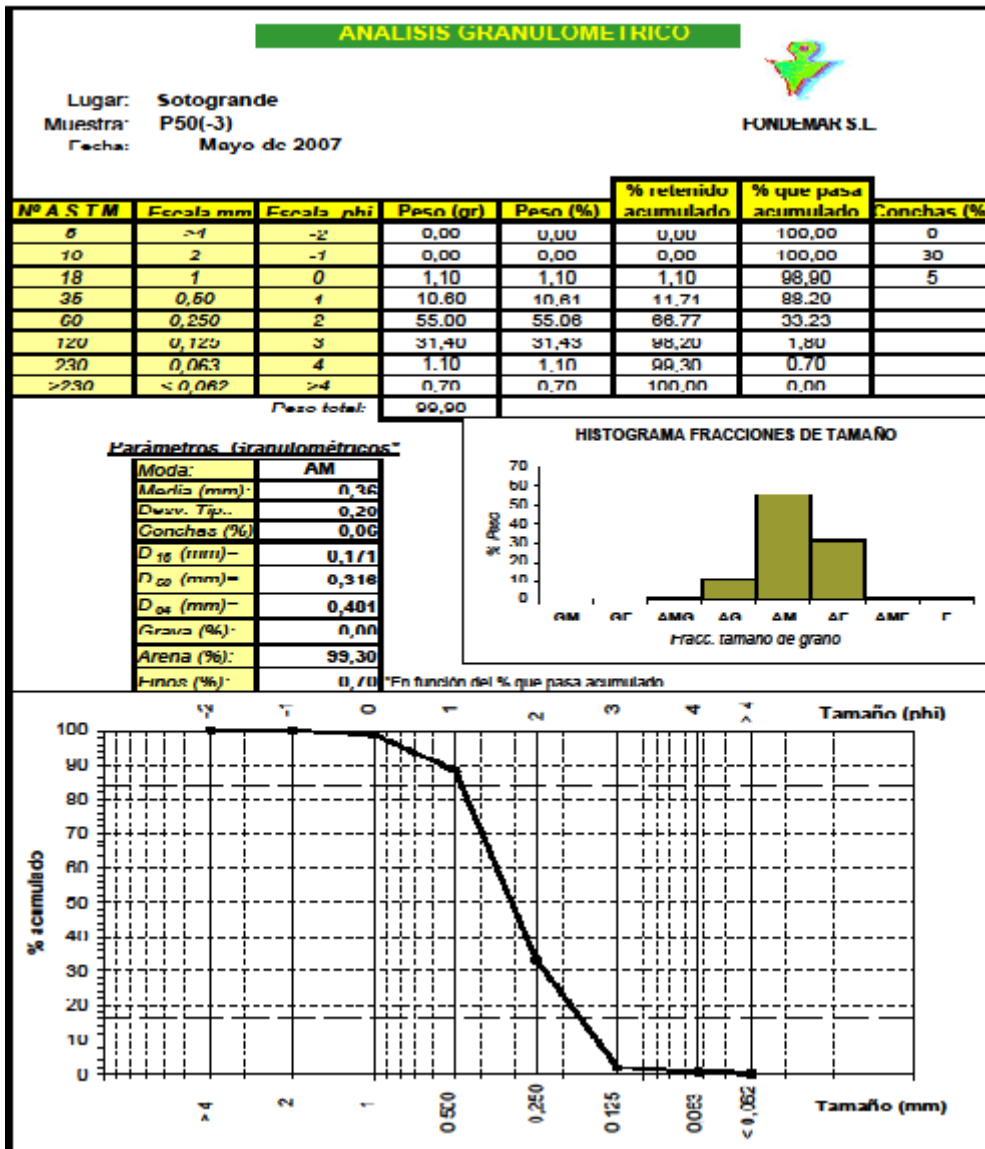 ANALISIS GRANULOMETRICO
Lugar: Sotogrande
Muestra: P50(-3)
Fecha: Mayo de 2007
FONDEMAR S.L.
Nº A S T M Escala mm Escala phi Peso (gr) Peso (%) % retenido acumulado % que pasa acumulado Conchas (%
5 >4 -2 0,00 0,00 0,00 100,00 0
10 2 -1 0,00 0,00 0,00 100,00 30
18 1 0 1,10 1,10 1,10 98,90 5
35 0,50 1 10.60 10,61 11,71 88.29
60 0,250 2 55.00 55.06 66.77 33.23
120 0,125 3 31,40 31,43 98,20 1,80
230 0,063 4 1.10 1,10 99,30 0.70
>230 < 0,062 >4 0,70 0,70 100,00 0,00
Peso total: 99,90
Parámetros Granulométricos*
Moda: AM
Media (mm): 0,36
Desv. Tip.: 0,20
Conchas (%) 0,06
D 16 (mm)= 0,171
D 50 (mm)= 0,316
D 84 (mm)= 0,481
Grava (%): 0,00
Arena (%): 99,30
Finos (%): 0,70
*En función del % que pasa acumulado
HISTOGRAMA FRACCIONES DE TAMAÑO
% Peso
70
60
50
40
30
20
10
0
GM GF AMG AG AM AF AMF F
Fracc. tamaño de grano
-2 -1 0 1 2 3 4 > 4 Tamaño (phi)
% acumulado
100
90
80
70
60
50
40
30
20
10
0
> 4 2 1 0.500 0,250 0.125 0.063 < 0,062 Tamaño (mm)